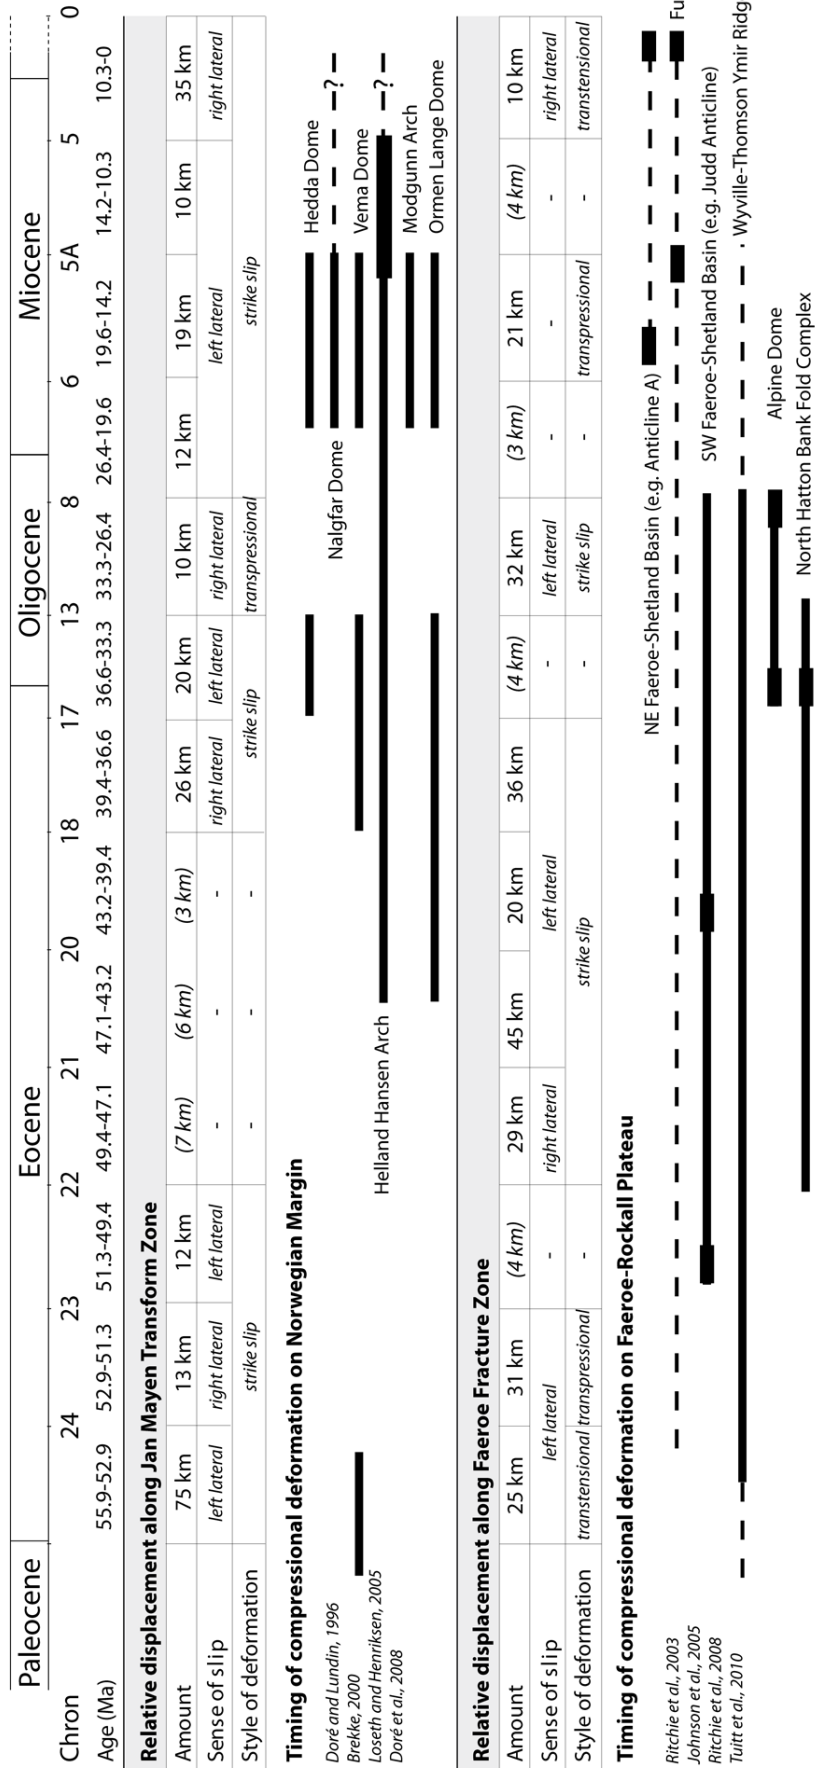 Paleocene Eocene Oligocene Miocene
Chron 24 23 22 21 20 18 17 13 8 6 5A 5 0
Age (Ma) 55.9-52.9 52.9-51.3 51.3-49.4 49.4-47.1 47.1-43.2 43.2-39.4 39.4-36.6 36.6-33.3 33.3-26.4 26.4-19.6 19.6-14.2 14.2-10.3 10.3-0
Relative displacement along Jan Mayen Transform Zone
Amount 75 km 13 km 12 km (7 km) (6 km) (3 km) 26 km 20 km 10 km 12 km 19 km 10 km 35 km
Sense of slip left lateral right lateral left lateral - - - right lateral left lateral right lateral left lateral right lateral
Style of deformation strike slip - - - strike slip transpressional strike slip
Timing of compressional deformation on Norwegian Margin
Hedda Dome
Doré and Lundin, 1996 Nalgfar Dome ?
Brekke, 2000 Vema Dome
Loseth and Henriksen, 2005 Helland Hansen Arch ?
Doré et al., 2008 Modgunn Arch
Ormen Lange Dome
Relative displacement along Faeroe Fracture Zone
Amount 25 km 31 km (4 km) 29 km 45 km 20 km 36 km (4 km) 32 km (3 km) 21 km (4 km) 10 km
Sense of slip left lateral - right lateral left lateral - left lateral - - - right lateral
Style of deformation transtensional transpressional - strike slip - strike slip - transpressional - transtensional
Timing of compressional deformation on Faeroe-Rockall Plateau
NE Faeroe-Shetland Basin (e.g. Anticline A)
Ritchie et al., 2003 Fu
Johnson et al., 2005
Ritchie et al., 2008 SW Faeroe-Shetland Basin (e.g. Judd Anticline)
Tuitt et al., 2010 Wyville-Thomson Ymir Ridg
Alpine Dome
North Hatton Bank Fold Complex